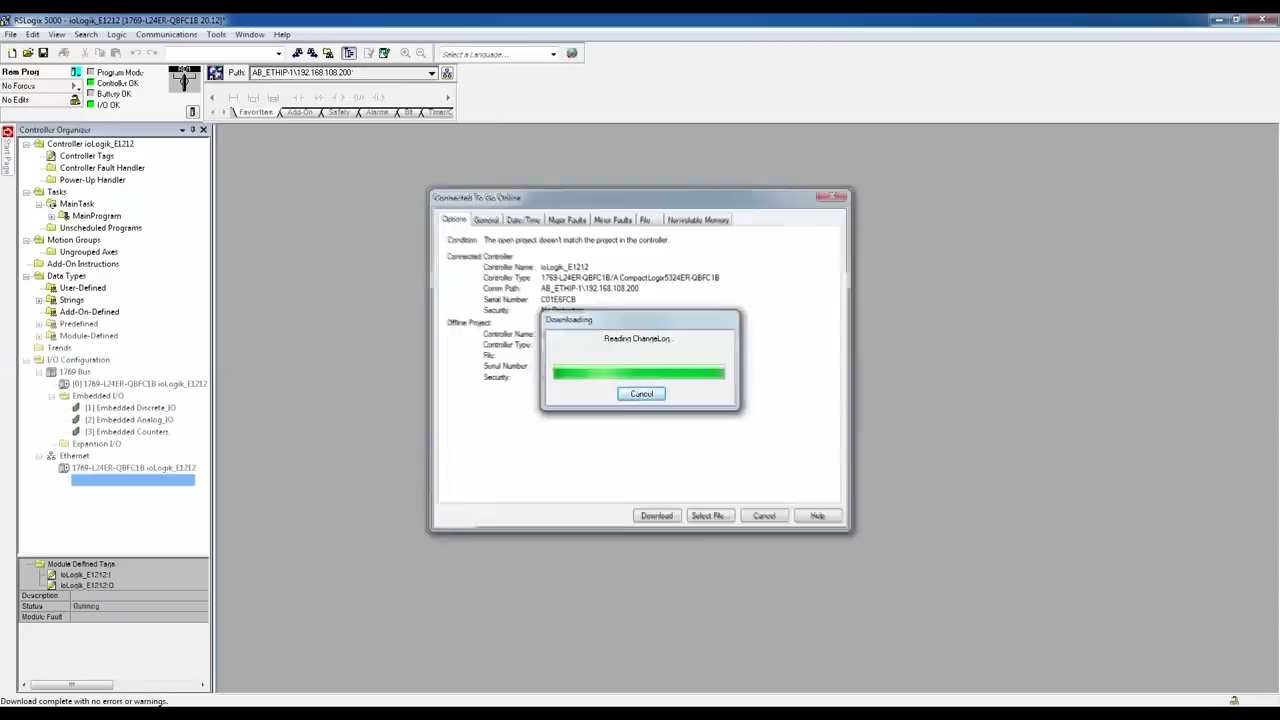 RSLogix 5000 - ioLogik_E1212 [1769-L24ER-QBFC1B 20.12]*
File Edit View Search Logic Communications Tools Window Help
Select a Language...
Rem Prog
No Forces
No Edits
Program Mode
Controller OK
Battery OK
I/O OK
Path: AB_ETHIP-1\192.168.108.200*
Favorites Add-On Safety Alarms Bit Timer/C
Start Page
Controller Organizer
Controller ioLogik_E1212
Controller Tags
Controller Fault Handler
Power-Up Handler
Tasks
MainTask
MainProgram
Unscheduled Programs
Motion Groups
Ungrouped Axes
Add-On Instructions
Data Types
User-Defined
Strings
Add-On-Defined
Predefined
Module-Defined
Trends
I/O Configuration
1769 Bus
[0] 1769-L24ER-QBFC1B ioLogik_E1212
Embedded I/O
[1] Embedded Discrete_IO
[2] Embedded Analog_IO
[3] Embedded Counters
Expansion I/O
Ethernet
1769-L24ER-QBFC1B ioLogik_E1212
Module Defined Tags
ioLogik_E1212:I
ioLogik_E1212:O
Description
Status Running
Module Fault
Connected To Go Online
Options General Date/Time Major Faults Minor Faults File Nonvolatile Memory
Condition: The open project doesn't match the project in the controller.
Connected Controller:
Controller Name: ioLogik_E1212
Controller Type: 1769-L24ER-QBFC1B/A CompactLogix5324ER-QBFC1B
Comm Path: AB_ETHIP-1\192.168.108.200
Serial Number: C01E6FCB
Security: No Protection
Offline Project:
Controller Name:
Controller Type:
File:
Serial Number
Security:
Downloading
Reading ChangeLog...
Cancel
Download Select File... Cancel Help
Download complete with no errors or warnings.